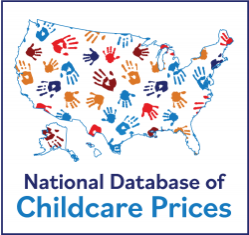 National Database of
Childcare Prices